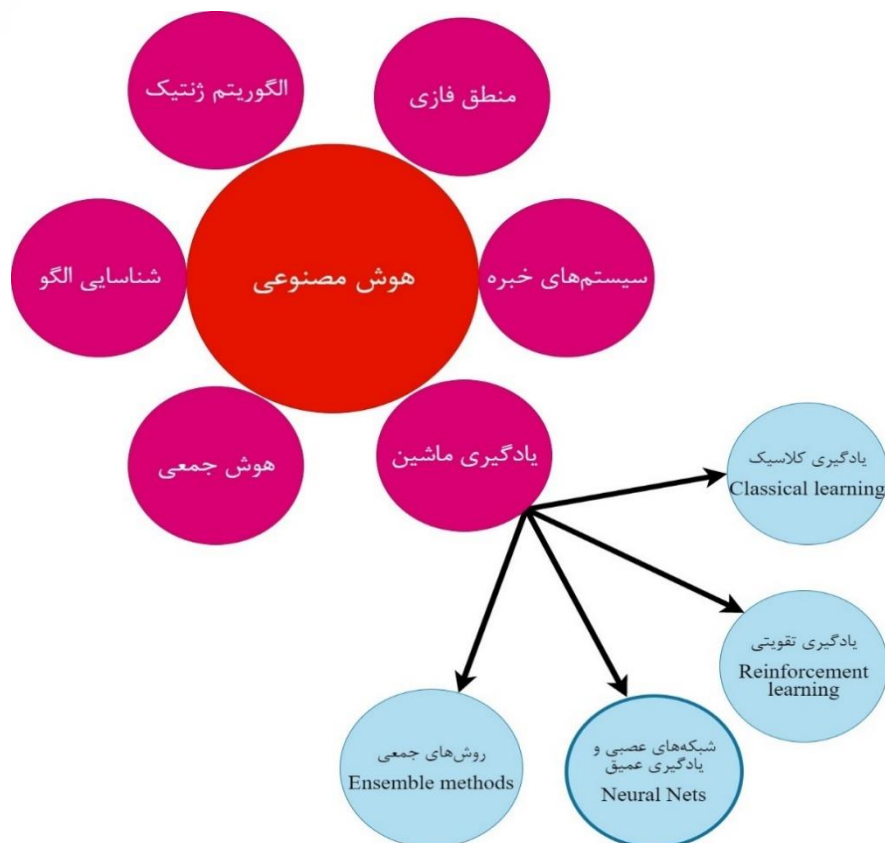 الگوریتم ژنتیک
منطق فازی
شناسایی الگو
هوش مصنوعی
سیستم‌های خبره
هوش جمعی
یادگیری ماشین
یادگیری کلاسیک
Classical learning
یادگیری تقویتی
Reinforcement
learning
شبکه‌های عصبی و
یادگیری عمیق
Neural Nets
روش‌های جمعی
Ensemble methods